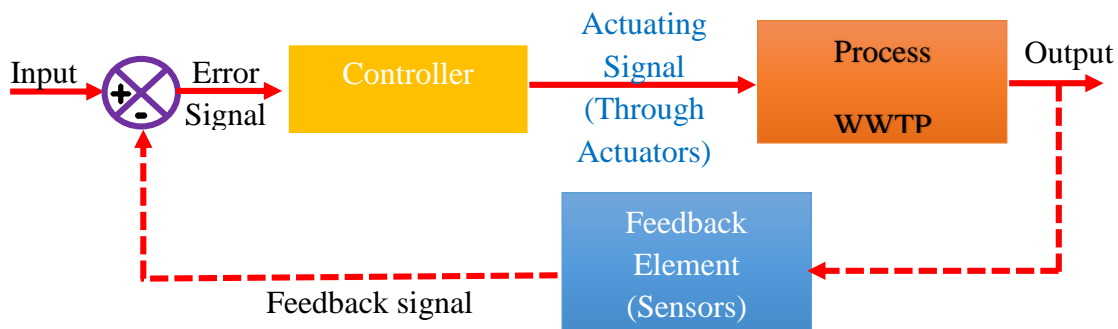 Input
+
-
Error
Signal
Controller
Actuating
Signal
(Through
Actuators)
Process
WWTP
Output
Feedback
Element
(Sensors)
Feedback signal